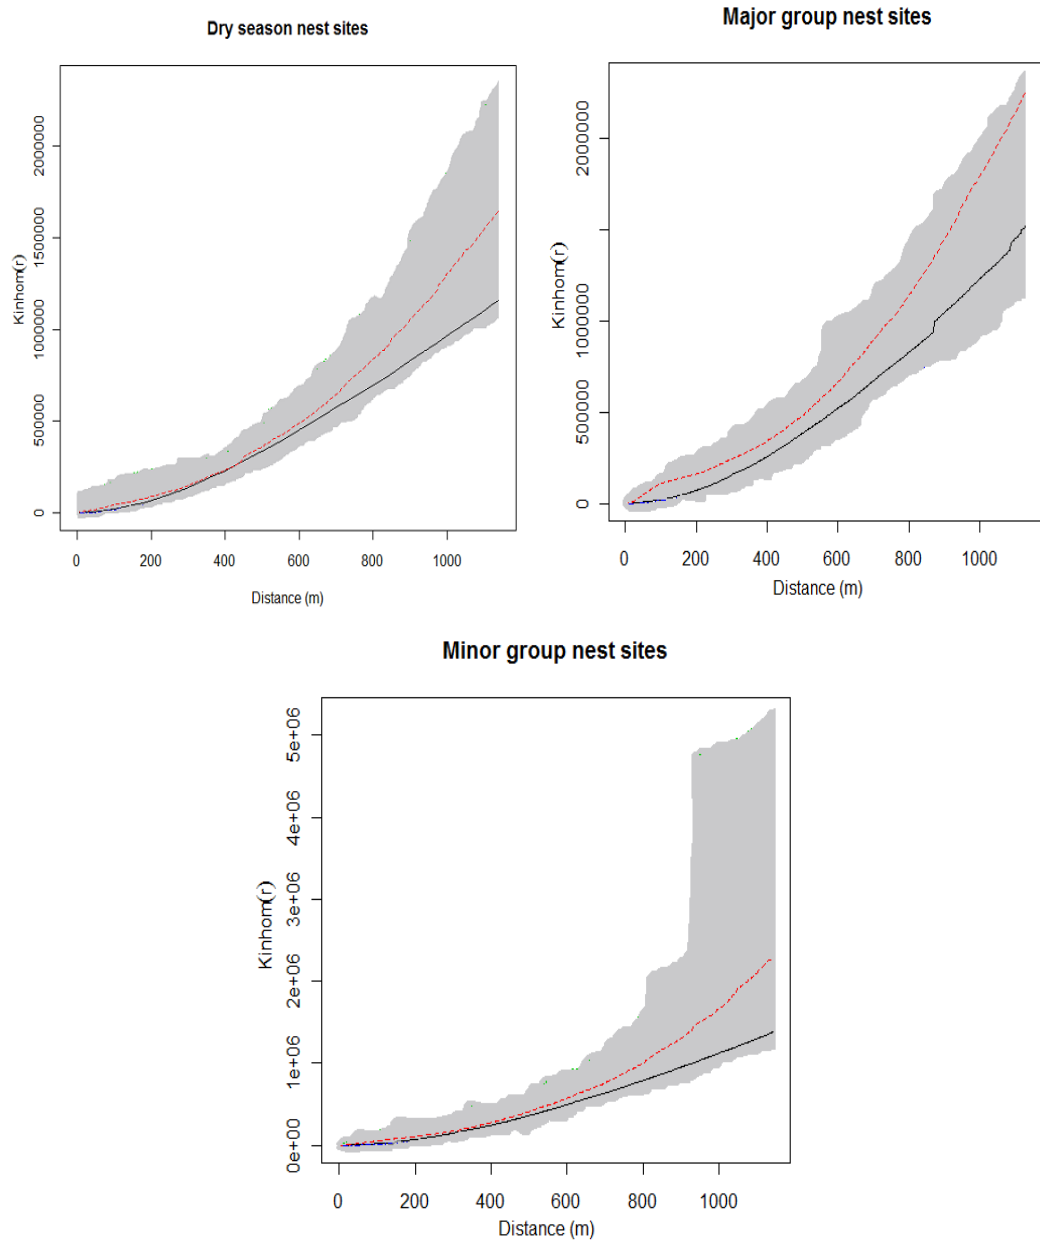 Dry season nest sites
Kinhom(r)
0 500000 1000000 1500000 2000000
0 200 400 600 800 1000
Distance (m)
Major group nest sites
Kinhom(r)
0 500000 1000000 2000000
0 200 400 600 800 1000
Distance (m)
Minor group nest sites
Kinhom(r)
0e+00 1e+06 2e+06 3e+06 4e+06 5e+06
0 200 400 600 800 1000
Distance (m)